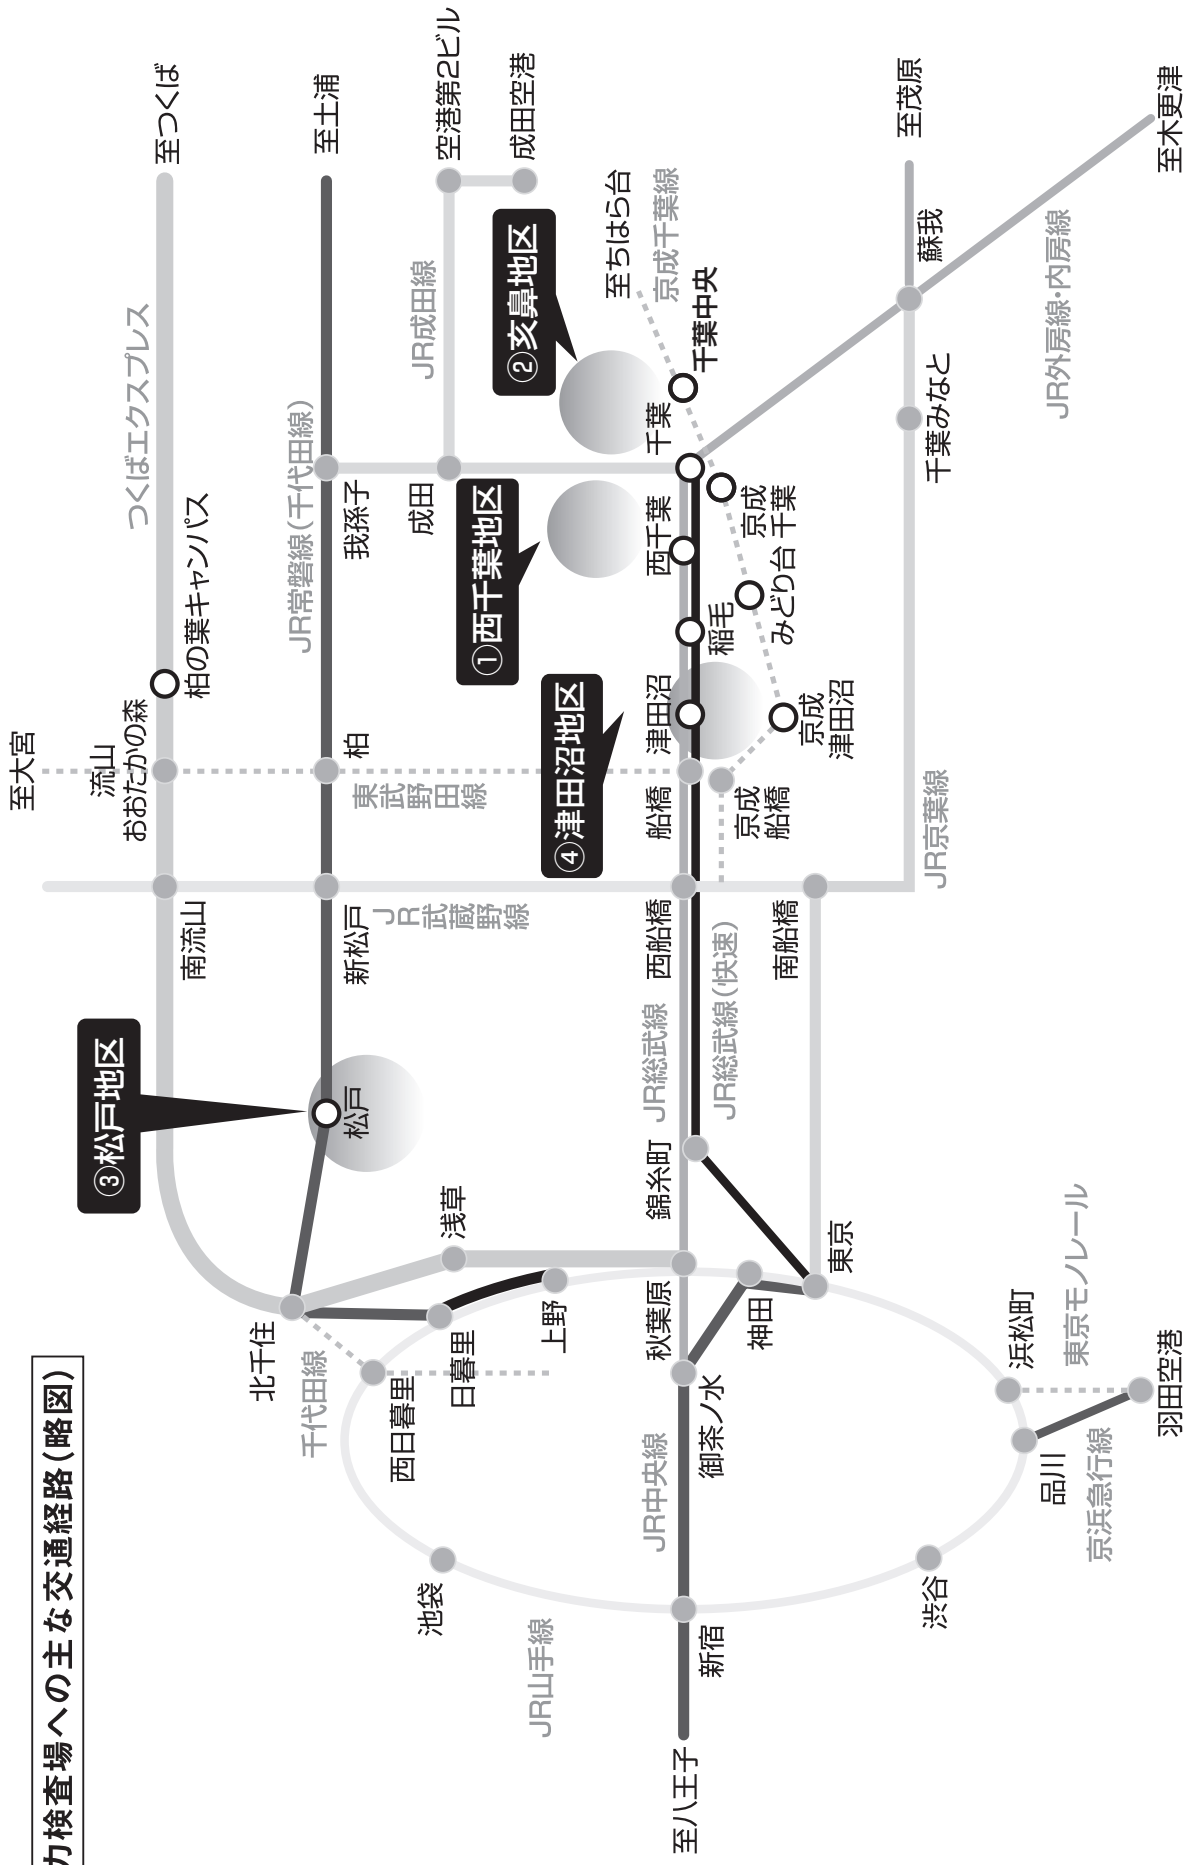 力検査場への主な交通経路(略図)
至つくば
つくばエクスプレス
柏の葉キャンパス
至大宮
流山
おおたかの森
南流山
③松戸地区
至土浦
JR常磐線(千代田線)
我孫子
柏
東武野田線
新松戸
JR武蔵野線
松戸
北千住
千代田線
空港第2ビル
成田空港
JR成田線
成田
②亥鼻地区
①西千葉地区
④津田沼地区
至ちはら台
京成千葉線
千葉中央
千葉
西千葉
稲毛
津田沼
船橋
西船橋
京成
千葉
みどり台
京成
津田沼
京成
船橋
JR総武線
JR総武線(快速)
錦糸町
浅草
秋葉原
上野
日暮里
西日暮里
神田
東京
御茶ノ水
JR中央線
新宿
至八王子
池袋
JR山手線
渋谷
品川
京浜急行線
浜松町
東京モノレール
羽田空港
南船橋
JR京葉線
千葉みなと
蘇我
至茂原
JR外房線・内房線
至木更津